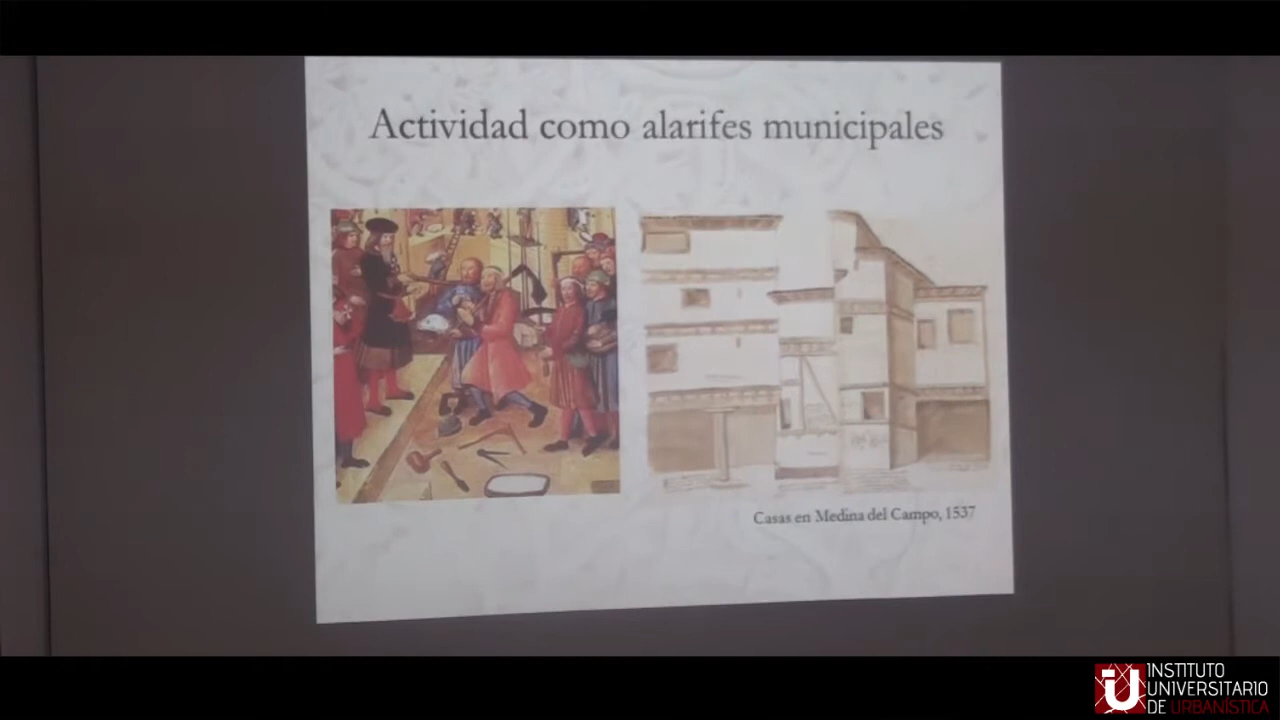 Actividad como alarifes municipales
Casas en Medina del Campo, 1537
INSTITUTO
UNIVERSITARIO
DE URBANÍSTICA